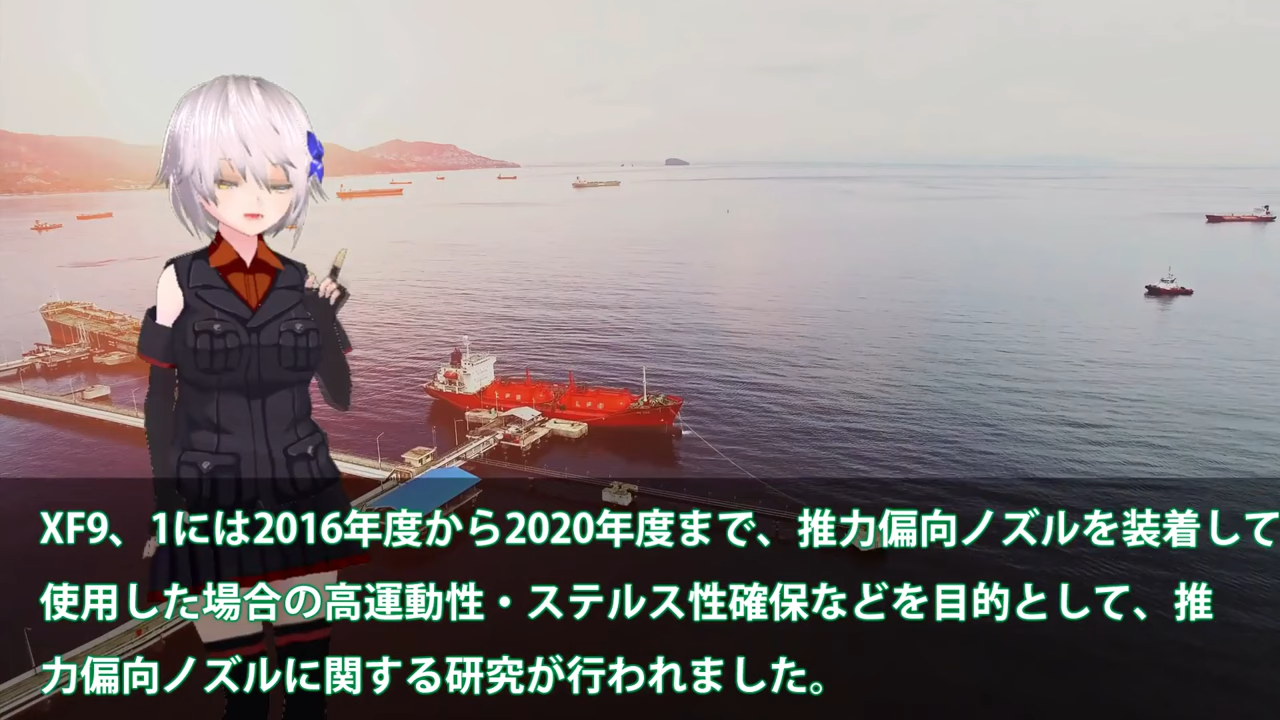 XF9、1には2016年度から2020年度まで、推力偏向ノズルを装着して
使用した場合の高運動性・ステルス性確保などを目的として、推
力偏向ノズルに関する研究が行われました。